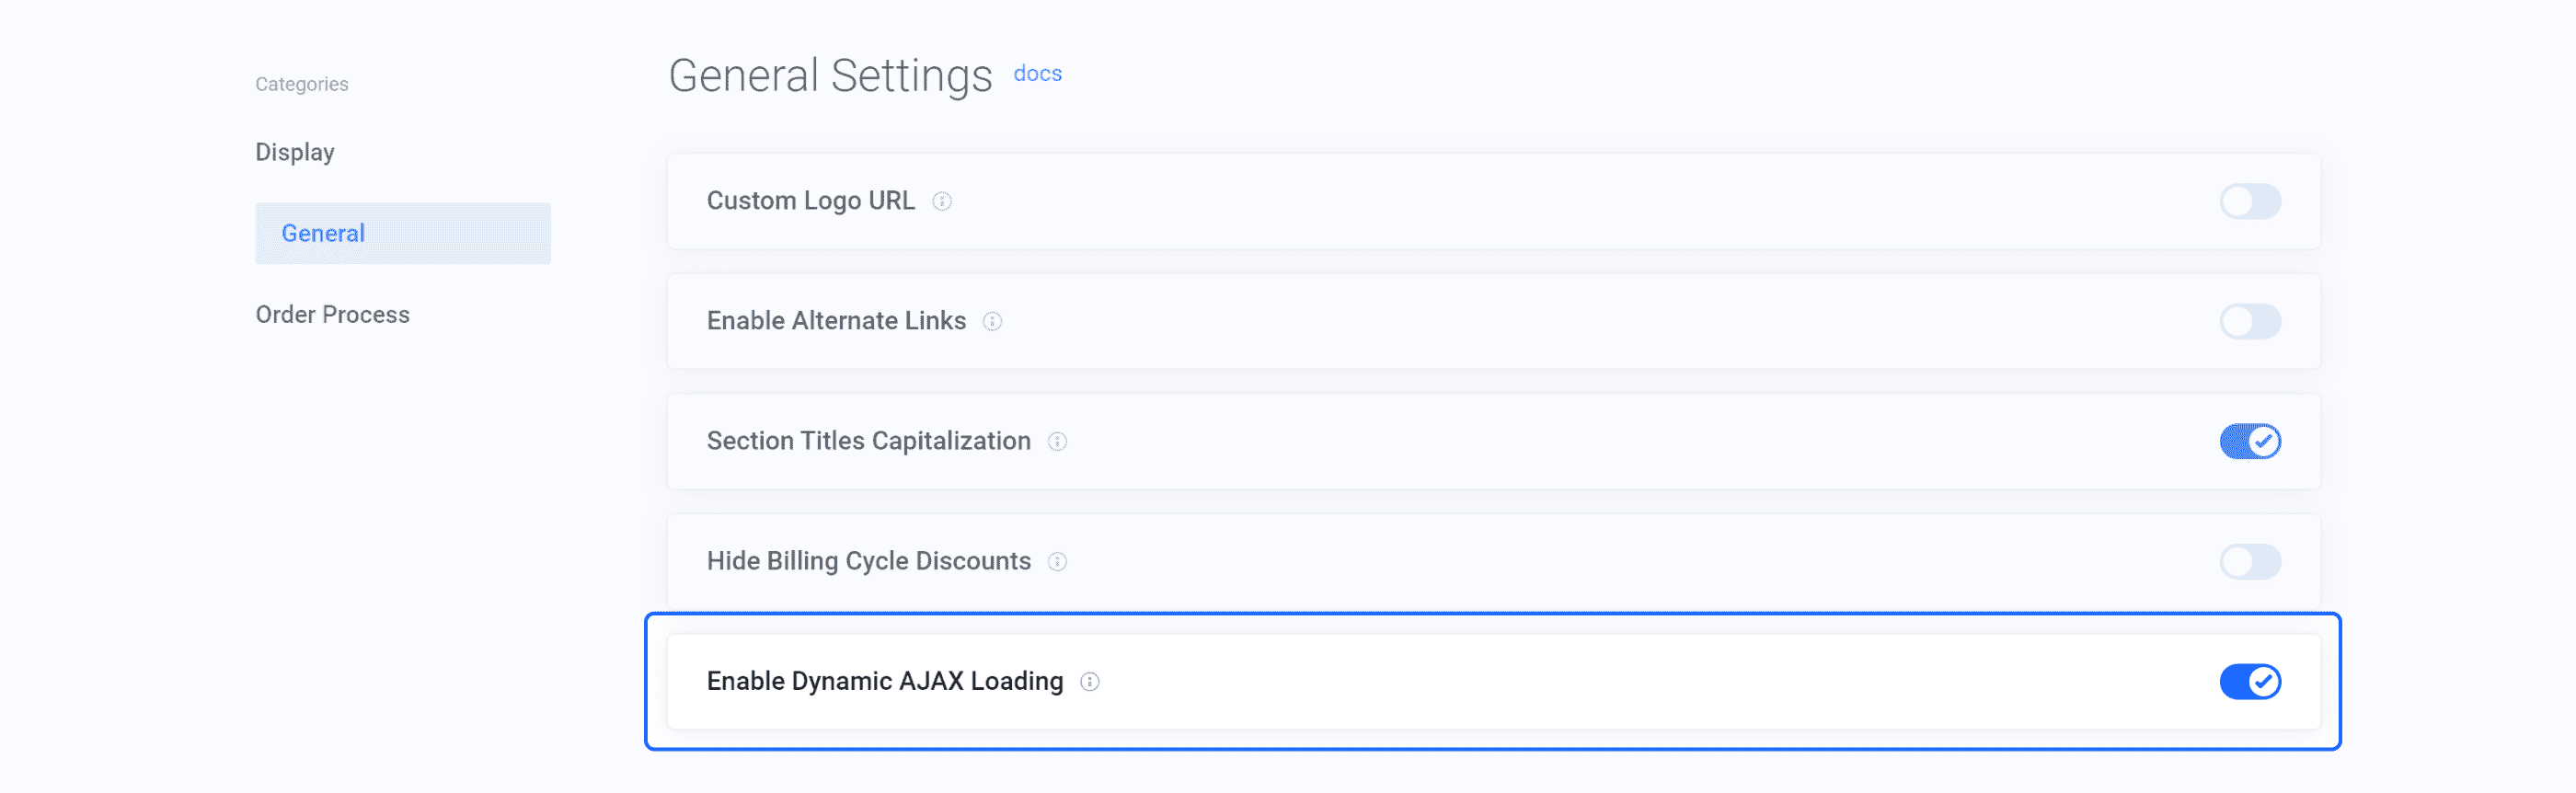 Categories
Display
General
Order Process
General Settings docs
Custom Logo URL
Enable Alternate Links
Section Titles Capitalization
Hide Billing Cycle Discounts
Enable Dynamic AJAX Loading